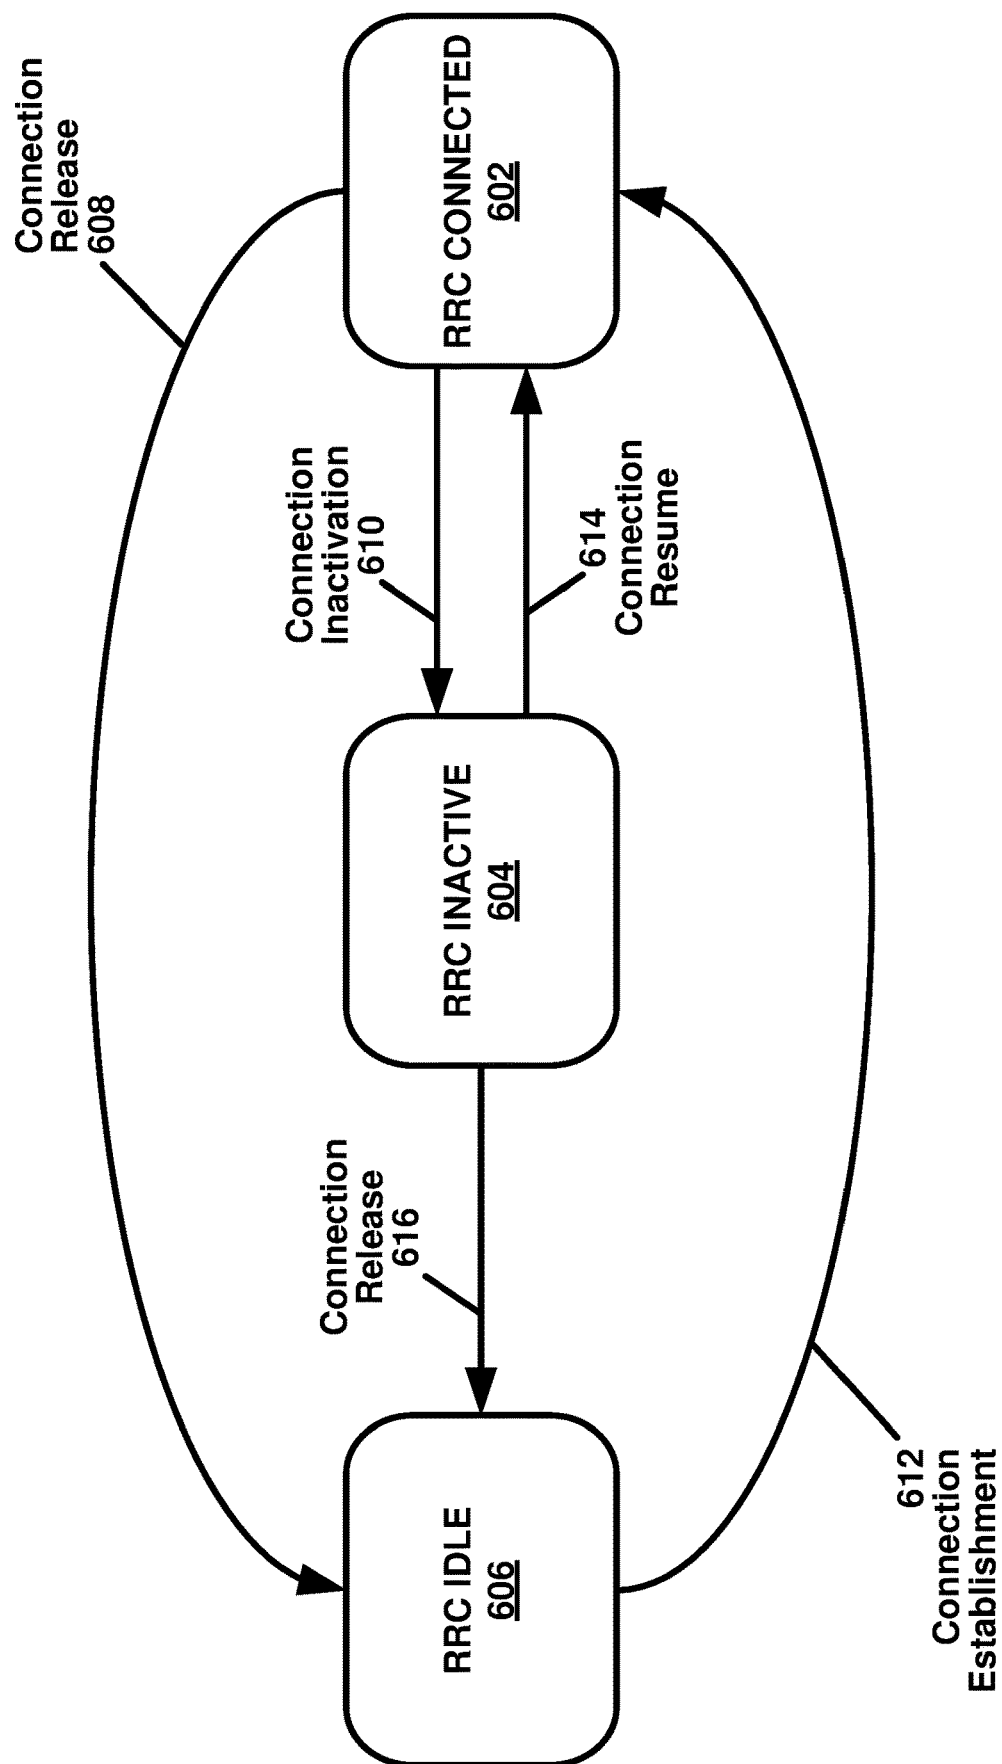 Connection
Release
608
RRC IDLE
606
Connection
Release
616
RRC INACTIVE
604
Connection
Inactivation
610
614
Connection
Resume
RRC CONNECTED
602
612
Connection
Establishment